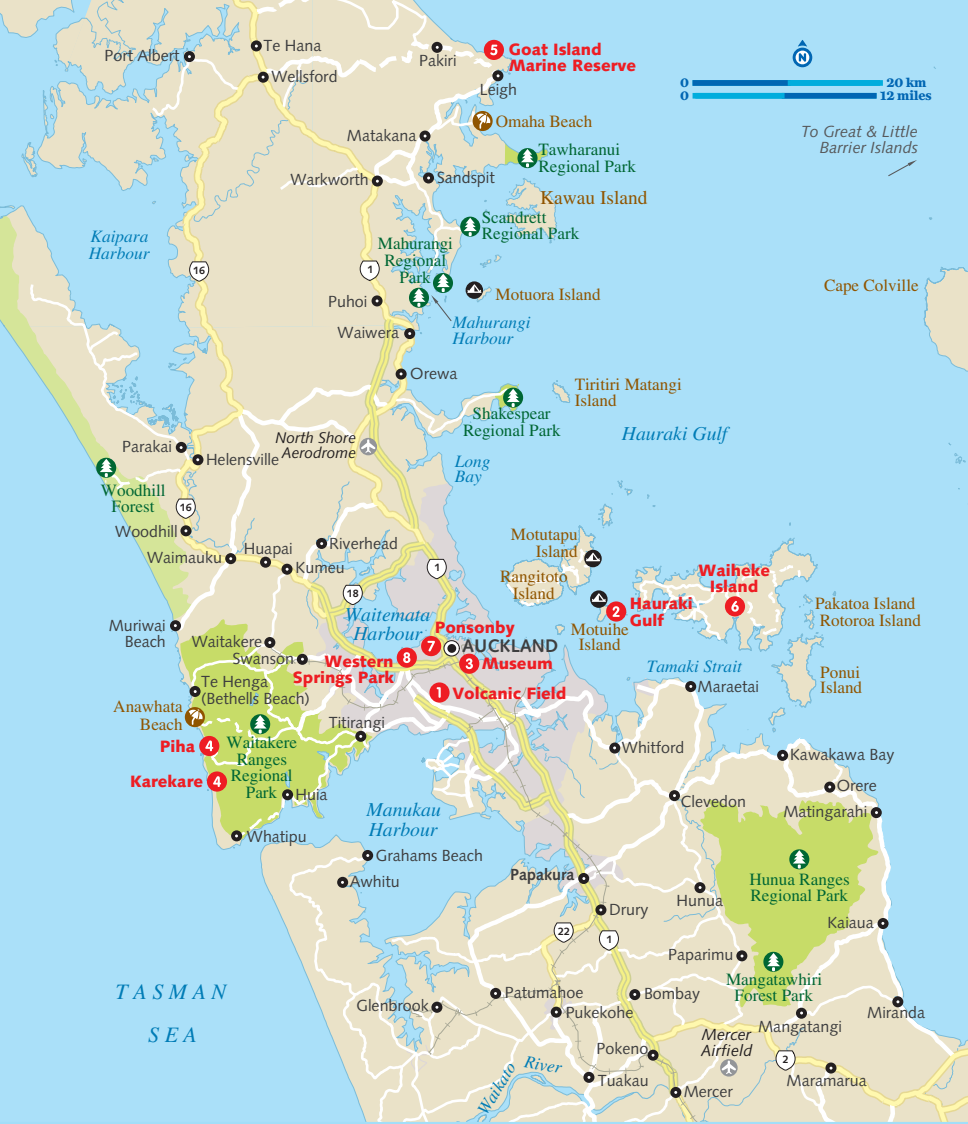 Te Hana
Port Albert
Pakiri
5 Goat Island
Marine Reserve
N
0 20 km
0 12 miles
Wellsford
Leigh
Omaha Beach
Matakana
To Great & Little
Barrier Islands
Tawharanui
Regional Park
Warkworth
Sandspit
Kawau Island
Scandrett
Regional Park
Kaipara
Harbour
Mahurangi
Regional
Park
16
1
Cape Colville
Motuora Island
Puhoi
Mahurangi
Harbour
Waiwera
Orewa
Tiritiri Matangi
Island
Shakespear
Regional Park
Hauraki Gulf
North Shore
Aerodrome
Parakai
Helensville
Long
Bay
Woodhill
Forest
16
Woodhill
Motutapu
Island
Riverhead
Huapai
Waimauku
Kumeu
1
Rangitoto
Island
Waiheke
Island
6
18
2 Hauraki
Gulf
Pakatoa Island
Rotoroa Island
Waitemata
Harbour
Muriwai
Beach
Ponsonby
7
AUCKLAND
Motuihe
Island
Waitakere
Swanson
Western
Springs Park
8
3 Museum
Tamaki Strait
Ponui
Island
Te Henga
(Bethells Beach)
1 Volcanic Field
Maraetai
Anawhata
Beach
Titirangi
Piha 4
Waitakere
Ranges
Regional
Park
Whitford
Kawakawa Bay
Karekare 4
Huia
Orere
Clevedon
Matingarahi
Manukau
Harbour
Whatipu
Grahams Beach
Awhitu
Papakura
Hunua Ranges
Regional Park
Hunua
Drury
Kaiaua
22
1
Paparimu
Mangatawhiri
Forest Park
TASMAN
SEA
Glenbrook
Patumahoe
Bombay
Miranda
Pukekohe
Mangatangi
Mercer
Airfield
Pokeno
2
Waikato River
Tuakau
Maramarua
Mercer